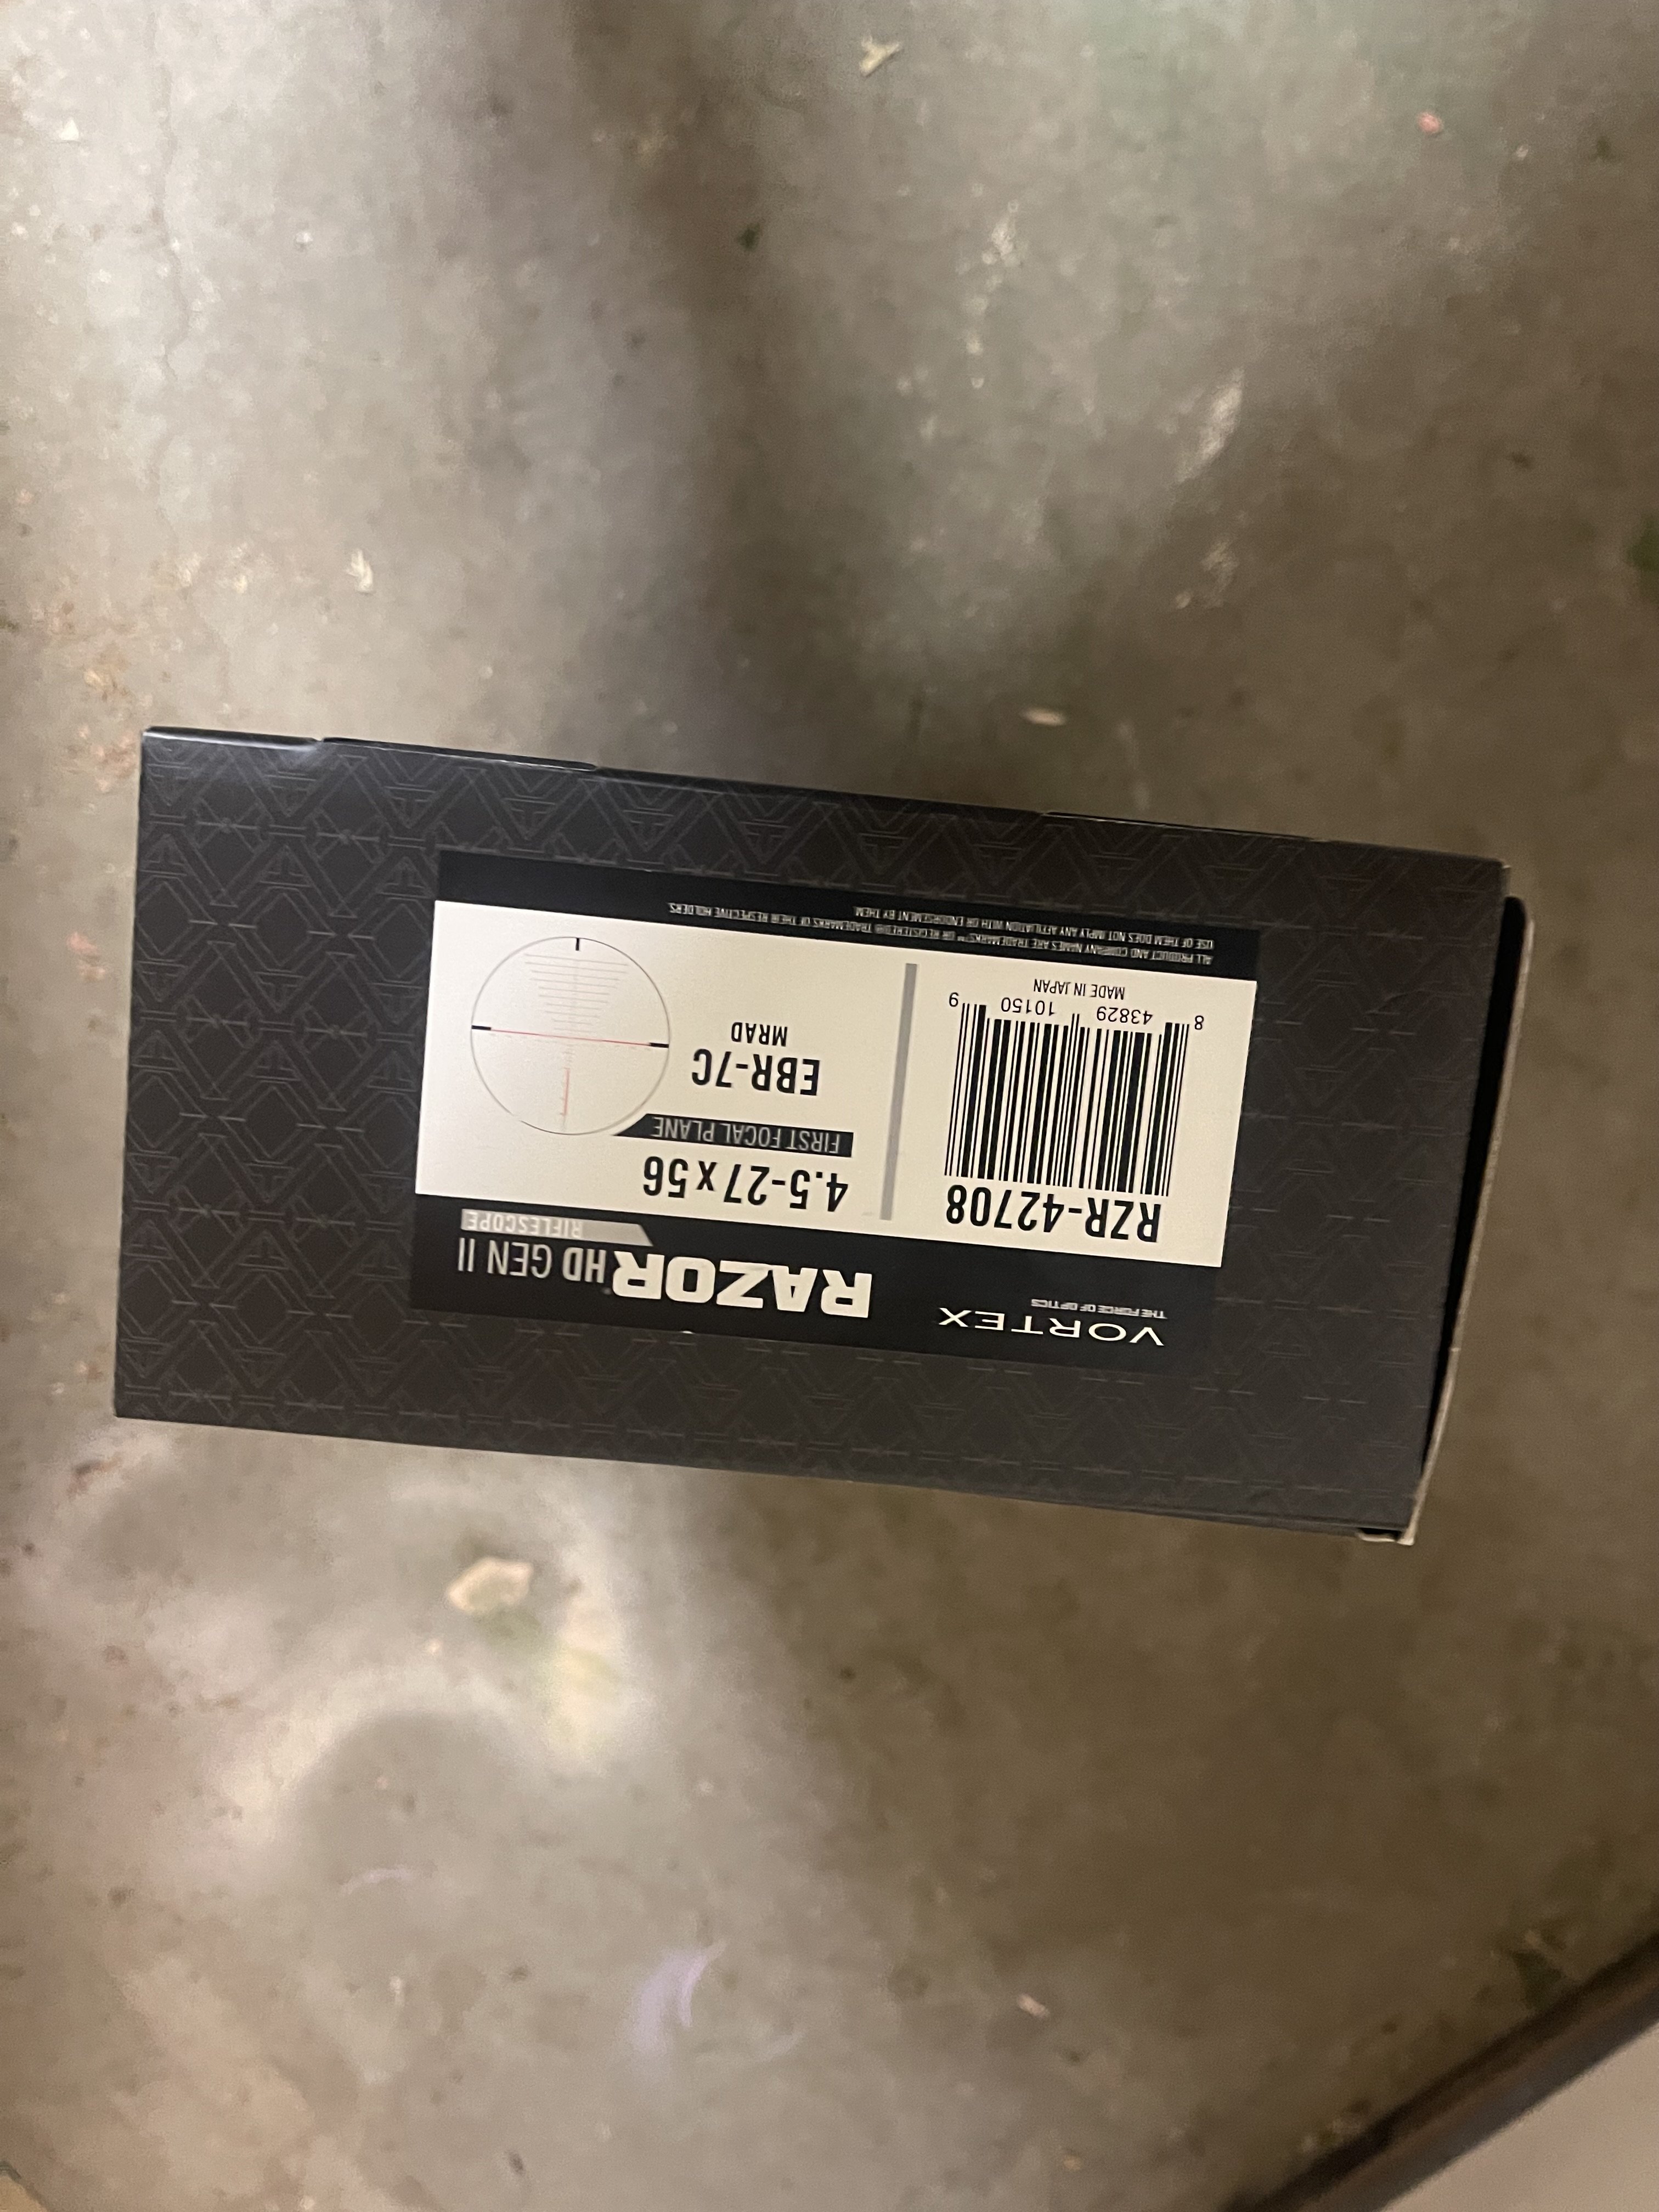 VORTEX
THE FORCE OF OPTICS
RAZOR HD GEN II
RIFLESCOPE
RZR-42708
8 43829 10150 9
MADE IN JAPAN
4.5-27x56
FIRST FOCAL PLANE
EBR-7C
MRAD
ALL PRODUCT AND COMPANY NAMES ARE TRADEMARKS™ OR REGISTERED® TRADEMARKS OF THEIR RESPECTIVE HOLDERS.
USE OF THEM DOES NOT IMPLY ANY AFFILIATION WITH OR ENDORSEMENT BY THEM.